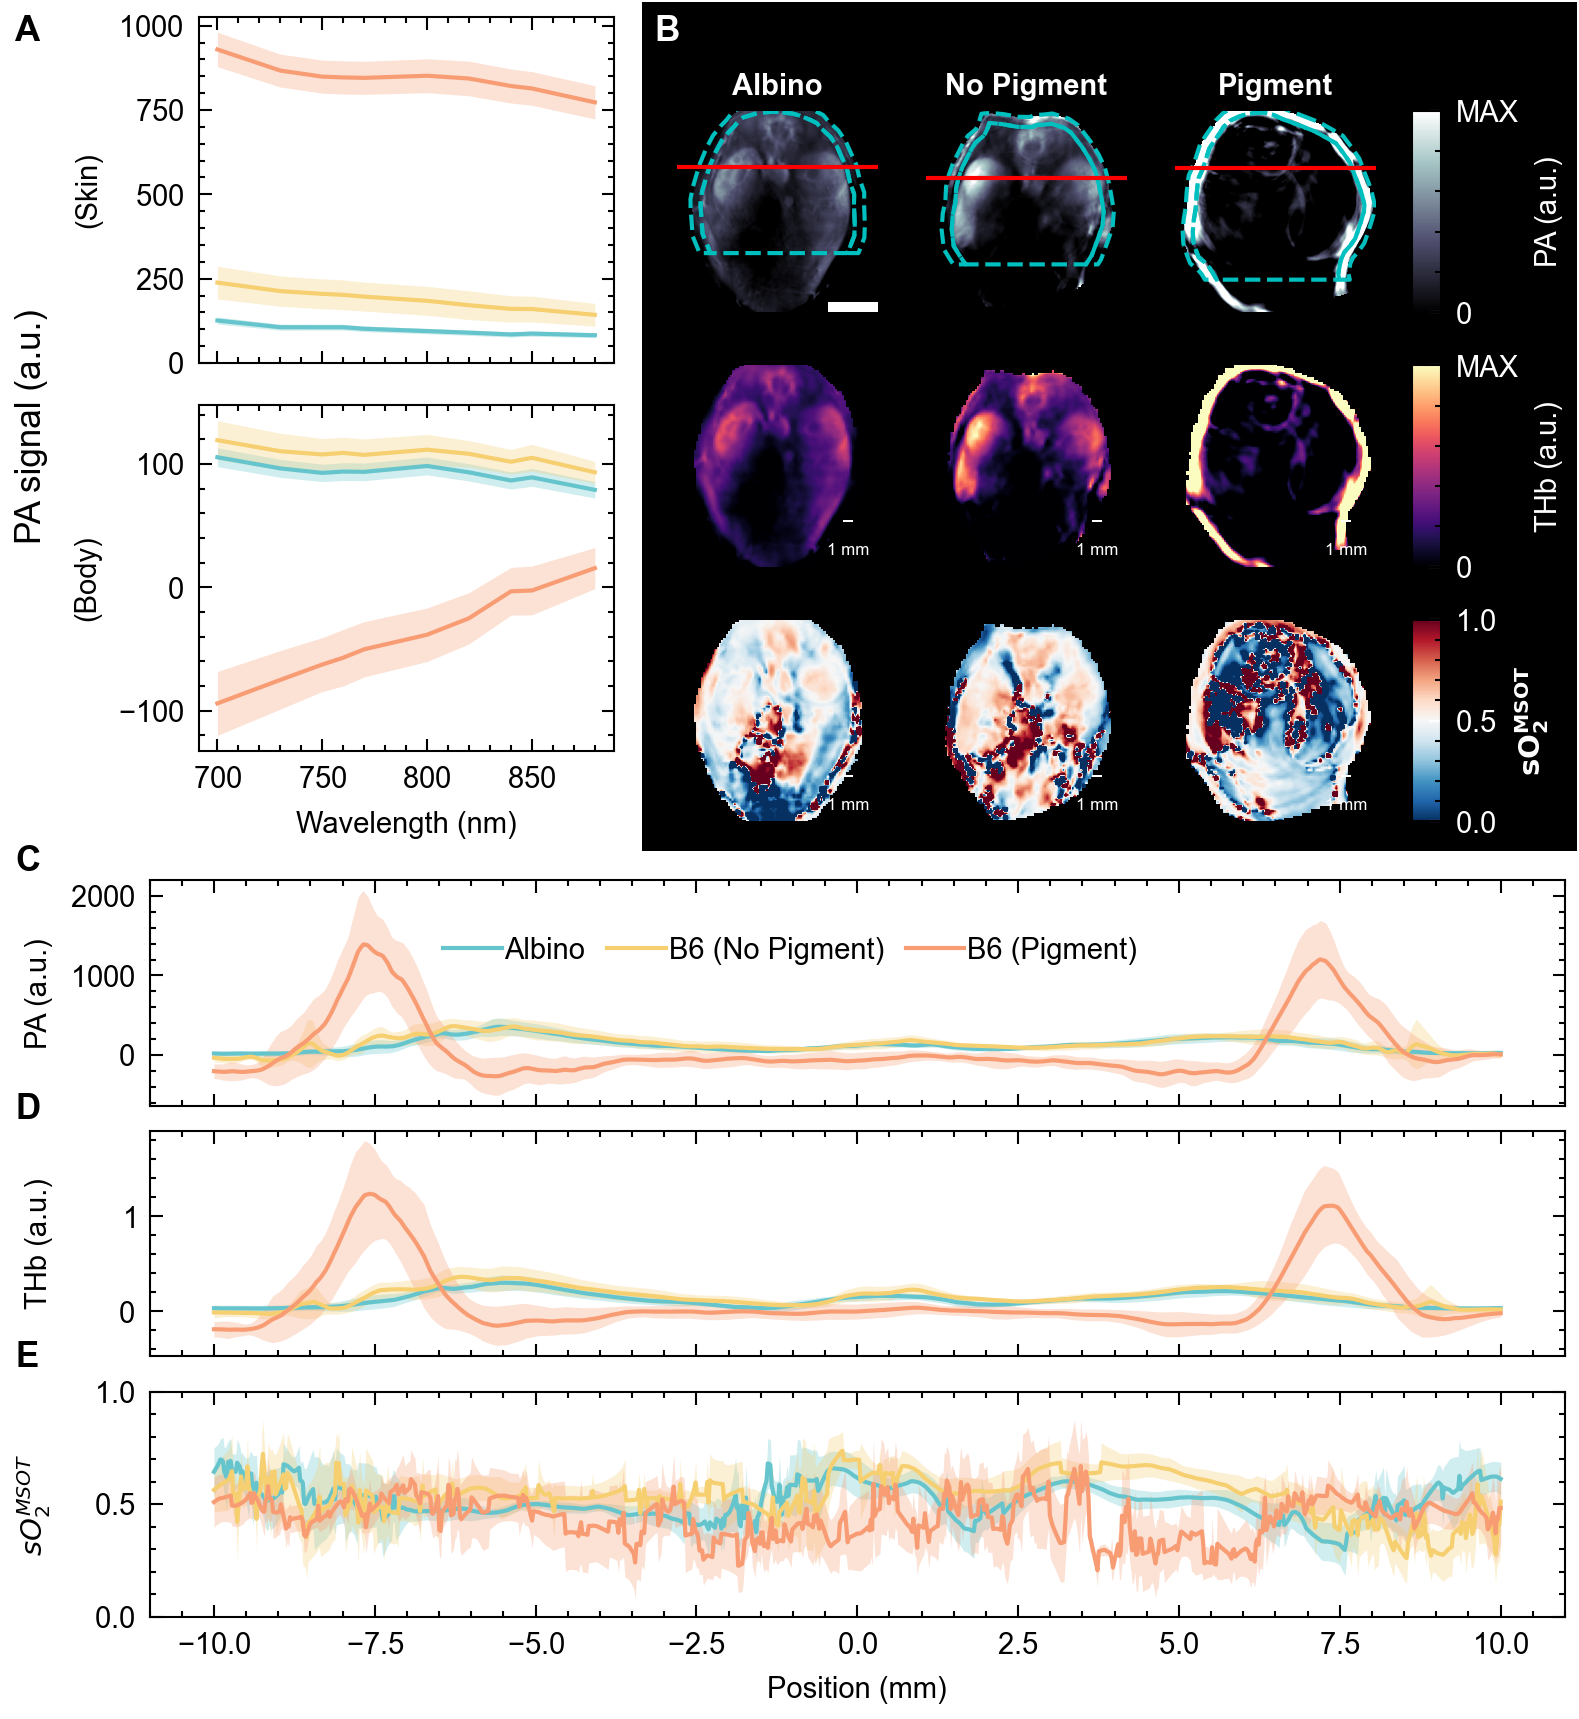 A
1000
750
500
250
0
(Skin)
PA signal (a.u.)
100
0
−100
(Body)
700 750 800 850
Wavelength (nm)
B
Albino No Pigment Pigment
MAX
0
PA (a.u.)
MAX
0
THb (a.u.)
1 mm 1 mm 1 mm
1.0
0.5
0.0
sO₂ᴹˢᴼᵀ
1 mm 1 mm 1 mm
C
2000
1000
0
PA (a.u.)
Albino B6 (No Pigment) B6 (Pigment)
D
1
0
THb (a.u.)
E
1.0
0.5
0.0
sO₂ᴹˢᴼᵀ
−10.0 −7.5 −5.0 −2.5 0.0 2.5 5.0 7.5 10.0
Position (mm)